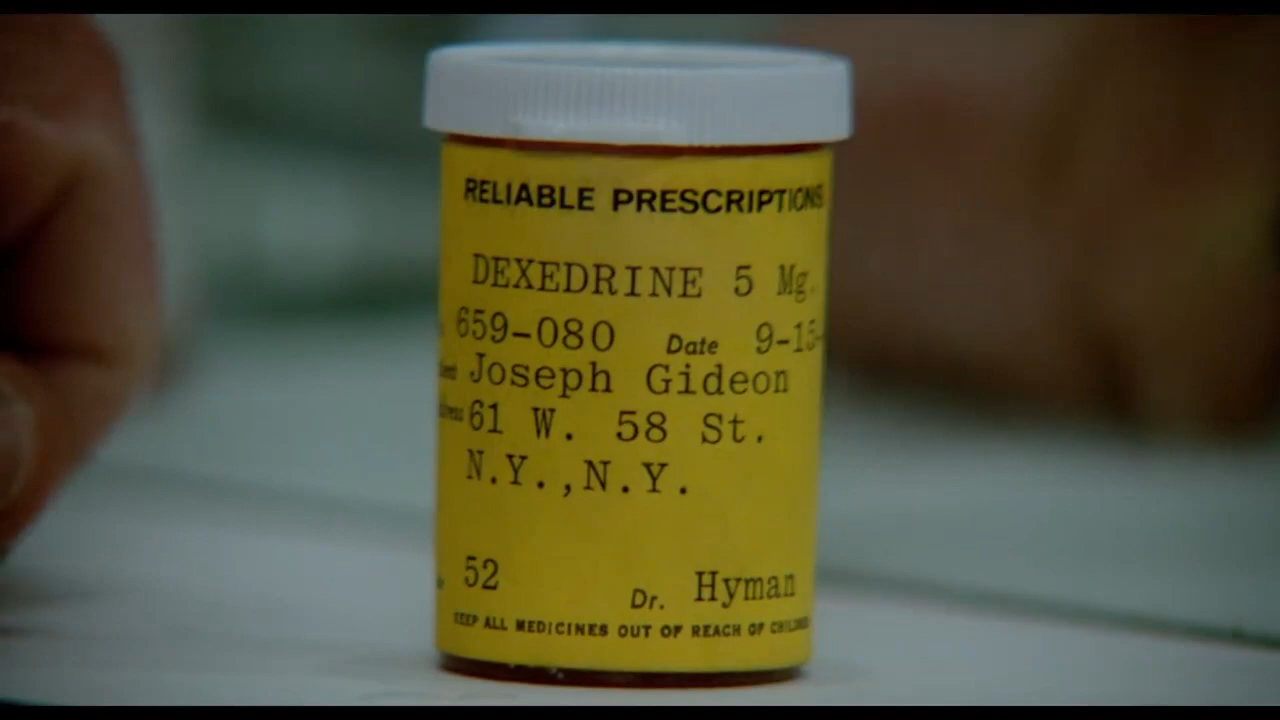 RELIABLE PRESCRIPTIONS
DEXEDRINE 5 Mg.
659-080 Date 9-15-
Joseph Gideon
61 W. 58 St.
N.Y.,N.Y.
52 Dr. Hyman
KEEP ALL MEDICINES OUT OF REACH OF CHILDREN